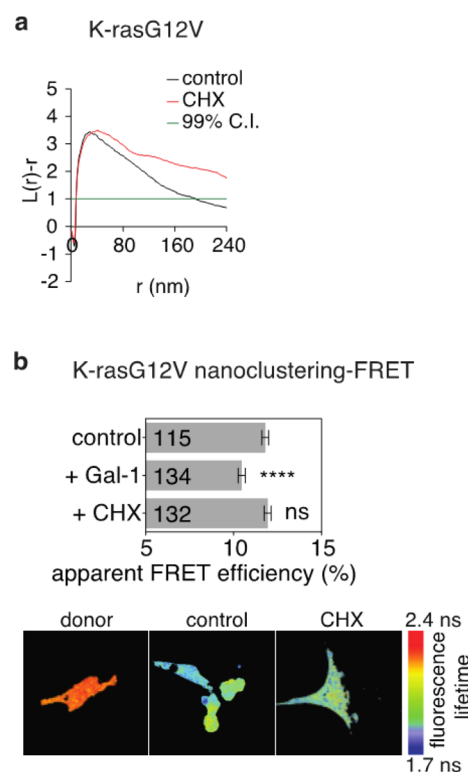 a
K-rasG12V
control
CHX
99% C.I.
5
4
3
2
1
0
-1
-2
L(r)-r
0 80 160 240
r (nm)
b
K-rasG12V nanoclustering-FRET
control 115
+ Gal-1 134 ****
+ CHX 132 ns
5 10 15
apparent FRET efficiency (%)
donor control CHX
2.4 ns
fluorescence
lifetime
1.7 ns